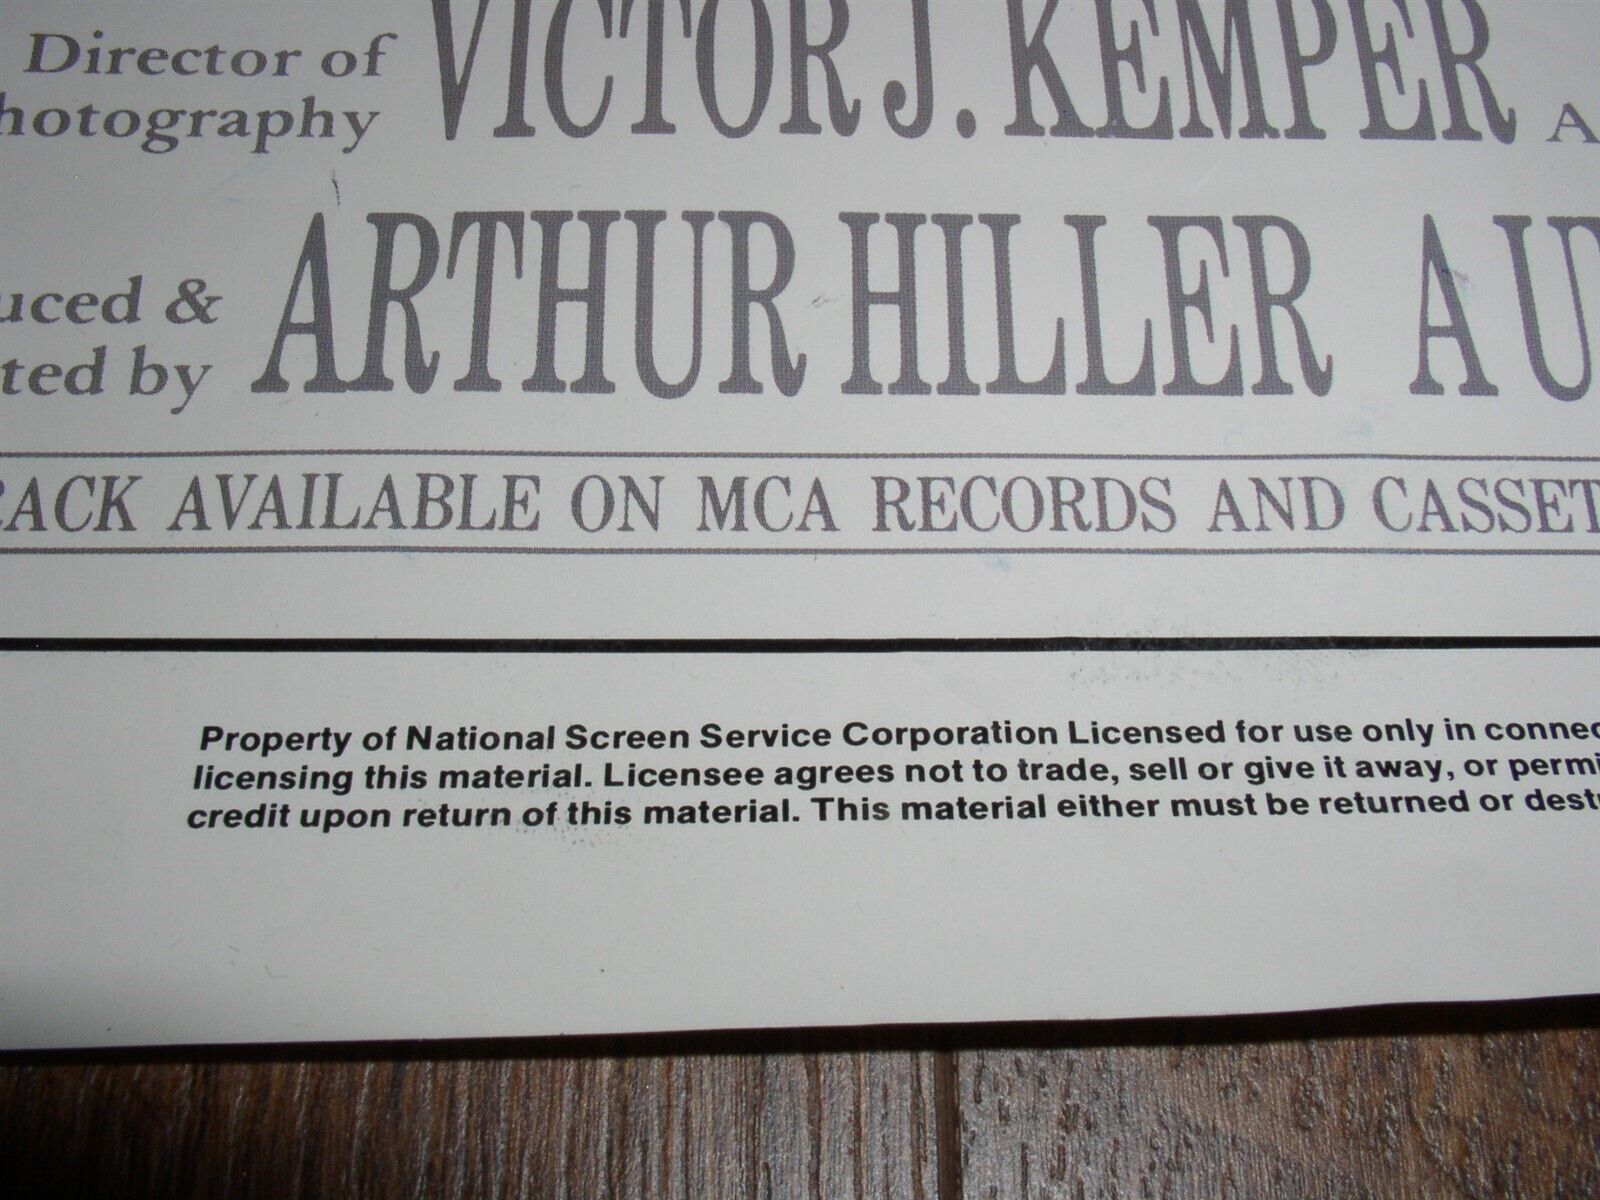 Director of VICTOR J. KEMPER A
hotography
uced & ARTHUR HILLER A U
ted by
RACK AVAILABLE ON MCA RECORDS AND CASSET
Property of National Screen Service Corporation Licensed for use only in connec
licensing this material. Licensee agrees not to trade, sell or give it away, or permi
credit upon return of this material. This material either must be returned or dest